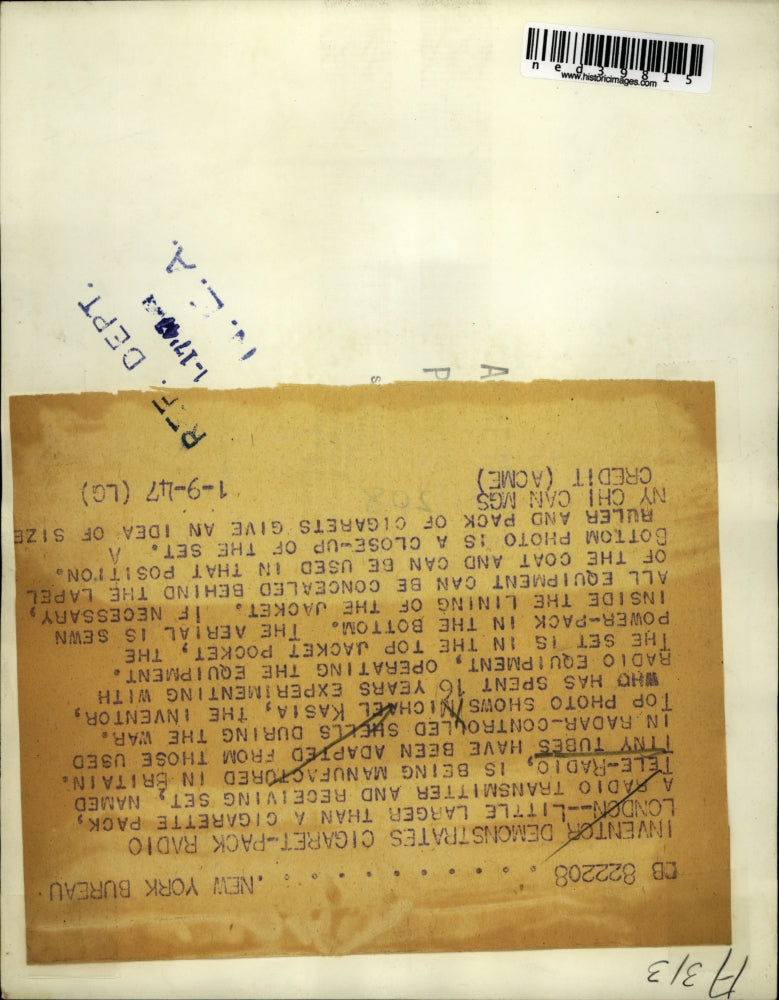 ned39815
www.historicimages.com
N.E.A.
REF. DEPT.
DB 822208 . . . . . . . . . . . . NEW YORK BUREAU
INVENTOR DEMONSTRATES CIGARET-PACK RADIO
LONDON--LITTLE LARGER THAN A CIGARETTE PACK,
A RADIO TRANSMITTER AND RECEIVING SET, NAMED
TELE-RADIO, IS BEING MANUFACTURED IN BRITAIN.
TINY TUBES HAVE BEEN ADAPTED FROM THOSE USED
IN RADAR-CONTROLLED SHELLS DURING THE WAR.
TOP PHOTO SHOWS MICHAEL KASIA, THE INVENTOR,
WHO HAS SPENT 16 YEARS EXPERIMENTING WITH
RADIO EQUIPMENT, OPERATING THE EQUIPMENT.
THE SET IS IN THE TOP JACKET POCKET, THE
POWER-PACK IN THE BOTTOM. THE AERIAL IS SEWN
INSIDE THE LINING OF THE JACKET. IF NECESSARY,
ALL EQUIPMENT CAN BE CONCEALED BEHIND THE LAPEL
OF THE COAT AND CAN BE USED IN THAT POSITION.
BOTTOM PHOTO IS A CLOSE-UP OF THE SET. A
RULER AND PACK OF CIGARETS GIVE AN IDEA OF SIZE
NY CHI CAN MGS
CREDIT (ACME) 1-9-47 (LG)